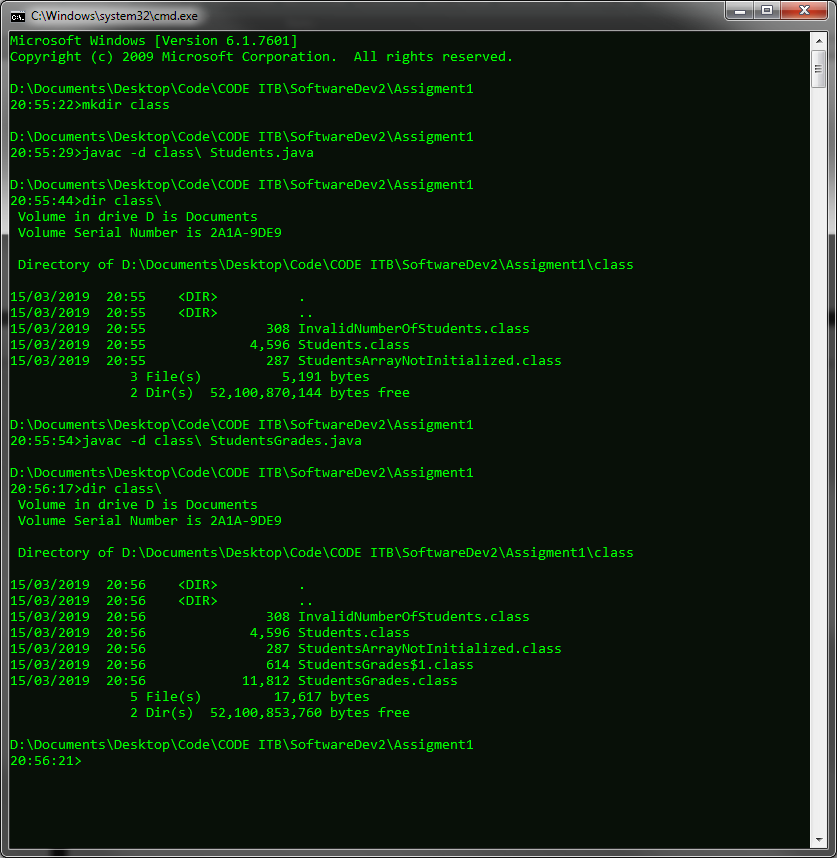 C:\Windows\system32\cmd.exe
Microsoft Windows [Version 6.1.7601]
Copyright (c) 2009 Microsoft Corporation.  All rights reserved.
D:\Documents\Desktop\Code\CODE ITB\SoftwareDev2\Assigment1
20:55:22>mkdir class
D:\Documents\Desktop\Code\CODE ITB\SoftwareDev2\Assigment1
20:55:29>javac -d class\ Students.java
D:\Documents\Desktop\Code\CODE ITB\SoftwareDev2\Assigment1
20:55:44>dir class\
 Volume in drive D is Documents
 Volume Serial Number is 2A1A-9DE9
 Directory of D:\Documents\Desktop\Code\CODE ITB\SoftwareDev2\Assigment1\class
15/03/2019  20:55    <DIR>          .
15/03/2019  20:55    <DIR>          ..
15/03/2019  20:55               308 InvalidNumberOfStudents.class
15/03/2019  20:55             4,596 Students.class
15/03/2019  20:55               287 StudentsArrayNotInitialized.class
               3 File(s)          5,191 bytes
               2 Dir(s)  52,100,870,144 bytes free
D:\Documents\Desktop\Code\CODE ITB\SoftwareDev2\Assigment1
20:55:54>javac -d class\ StudentsGrades.java
D:\Documents\Desktop\Code\CODE ITB\SoftwareDev2\Assigment1
20:56:17>dir class\
 Volume in drive D is Documents
 Volume Serial Number is 2A1A-9DE9
 Directory of D:\Documents\Desktop\Code\CODE ITB\SoftwareDev2\Assigment1\class
15/03/2019  20:56    <DIR>          .
15/03/2019  20:56    <DIR>          ..
15/03/2019  20:56               308 InvalidNumberOfStudents.class
15/03/2019  20:56             4,596 Students.class
15/03/2019  20:56               287 StudentsArrayNotInitialized.class
15/03/2019  20:56               614 StudentsGrades$1.class
15/03/2019  20:56            11,812 StudentsGrades.class
               5 File(s)         17,617 bytes
               2 Dir(s)  52,100,853,760 bytes free
D:\Documents\Desktop\Code\CODE ITB\SoftwareDev2\Assigment1
20:56:21>